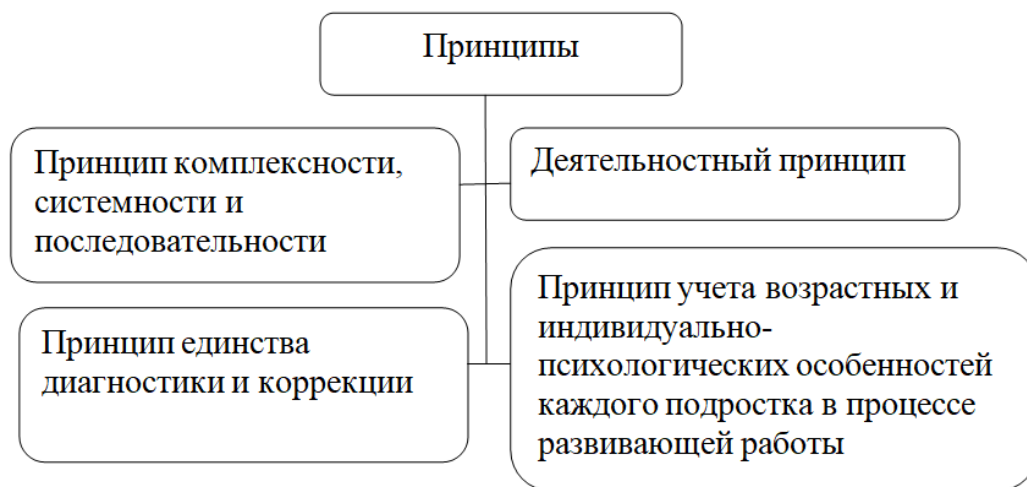 Принципы
Принцип комплексности,
системности и
последовательности
Деятельностный принцип
Принцип единства
диагностики и коррекции
Принцип учета возрастных и
индивидуально-
психологических особенностей
каждого подростка в процессе
развивающей работы